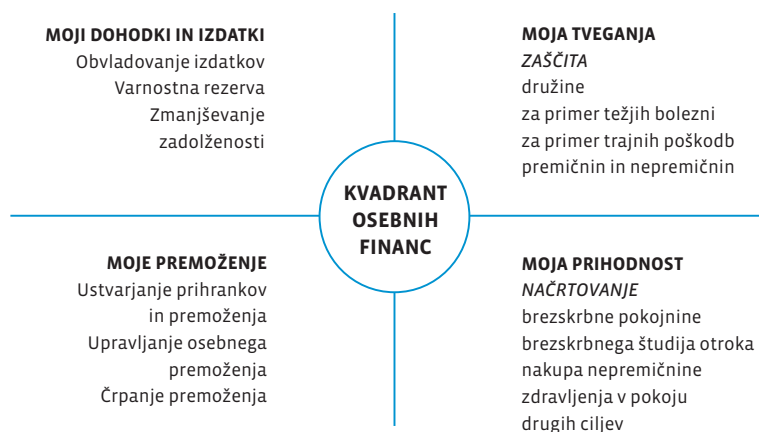 MOJI DOHODKI IN IZDATKI
Obvladovanje izdatkov
Varnostna rezerva
Zmanjševanje
zadolženosti
MOJA TVEGANJA
ZAŠČITA
družine
za primer težjih bolezni
za primer trajnih poškodb
premičnin in nepremičnin
KVADRANT
OSEBNIH
FINANC
MOJE PREMOŽENJE
Ustvarjanje prihrankov
in premoženja
Upravljanje osebnega
premoženja
Črpanje premoženja
MOJA PRIHODNOST
NAČRTOVANJE
brezskrbne pokojnine
brezskrbnega študija otroka
nakupa nepremičnine
zdravljenja v pokoju
drugih ciljev